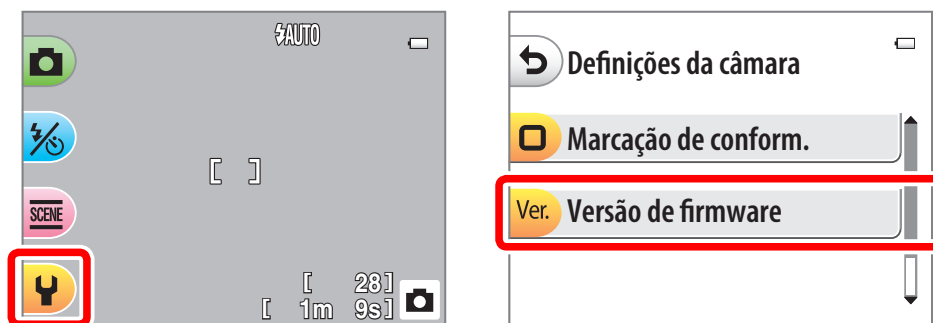 AUTO
SCENE
[ 28]
[ 1m 9s]
Definições da câmara
Marcação de conform.
Ver. Versão de firmware